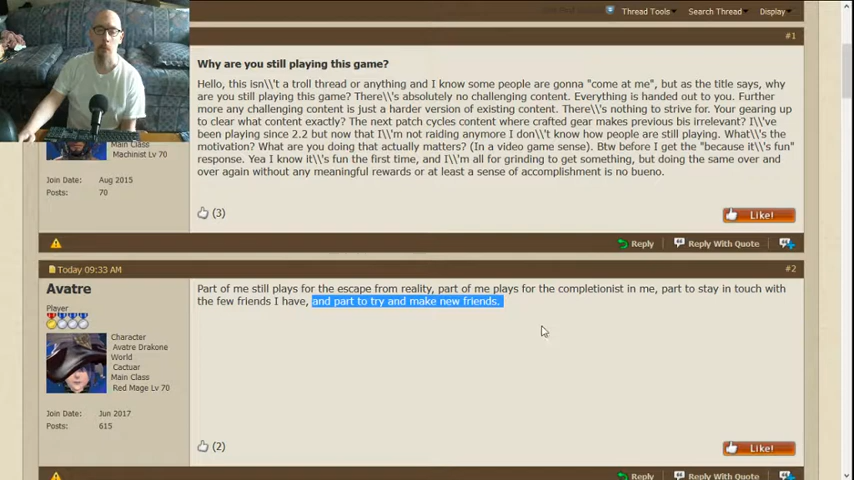 Thread Tools Search Thread Display
#1
Why are you still playing this game?
Hello, this isn\\'t a troll thread or anything and I know some people are gonna "come at me", but as the title says, why
are you still playing this game? There\\'s absolutely no challenging content. Everything is handed out to you. Further
more any challenging content is just a harder version of existing content. There\\'s nothing to strive for. Your gearing up
to clear what content exactly? The next patch cycles content where crafted gear makes previous bis irrelevant? I\\'ve
been playing since 2.2 but now that I\\'m not raiding anymore I don\\'t know how people are still playing. What\\'s the
motivation? What are you doing that actually matters? (In a video game sense). Btw before I get the "because it\\'s fun"
response. Yea I know it\\'s fun the first time, and I\\'m all for grinding to get something, but doing the same over and
over again without any meaningful rewards or at least a sense of accomplishment is no bueno.
Main Class
Machinist Lv 70
Join Date: Aug 2015
Posts: 70
(3)
Like!
Reply Reply With Quote
Today 09:33 AM #2
Avatre
Player
Character
Avatre Drakone
World
Cactuar
Main Class
Red Mage Lv 70
Join Date: Jun 2017
Posts: 615
Part of me still plays for the escape from reality, part of me plays for the completionist in me, part to stay in touch with
the few friends I have, and part to try and make new friends.
(2)
Like!
Reply Reply With Quote